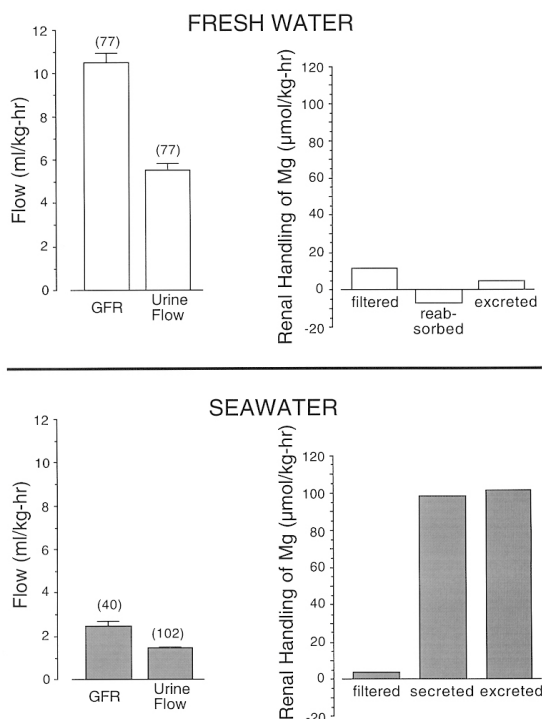 FRESH WATER
Flow (ml/kg-hr)
12
10
8
6
4
2
0
(77)
(77)
GFR
Urine
Flow
Renal Handling of Mg (μmol/kg-hr)
120
100
80
60
40
20
0
-20
filtered
reab-
sorbed
excreted
SEAWATER
Flow (ml/kg-hr)
12
10
8
6
4
2
0
(40)
(102)
GFR
Urine
Flow
Renal Handling of Mg (μmol/kg-hr)
120
100
80
60
40
20
0
-20
filtered
secreted
excreted